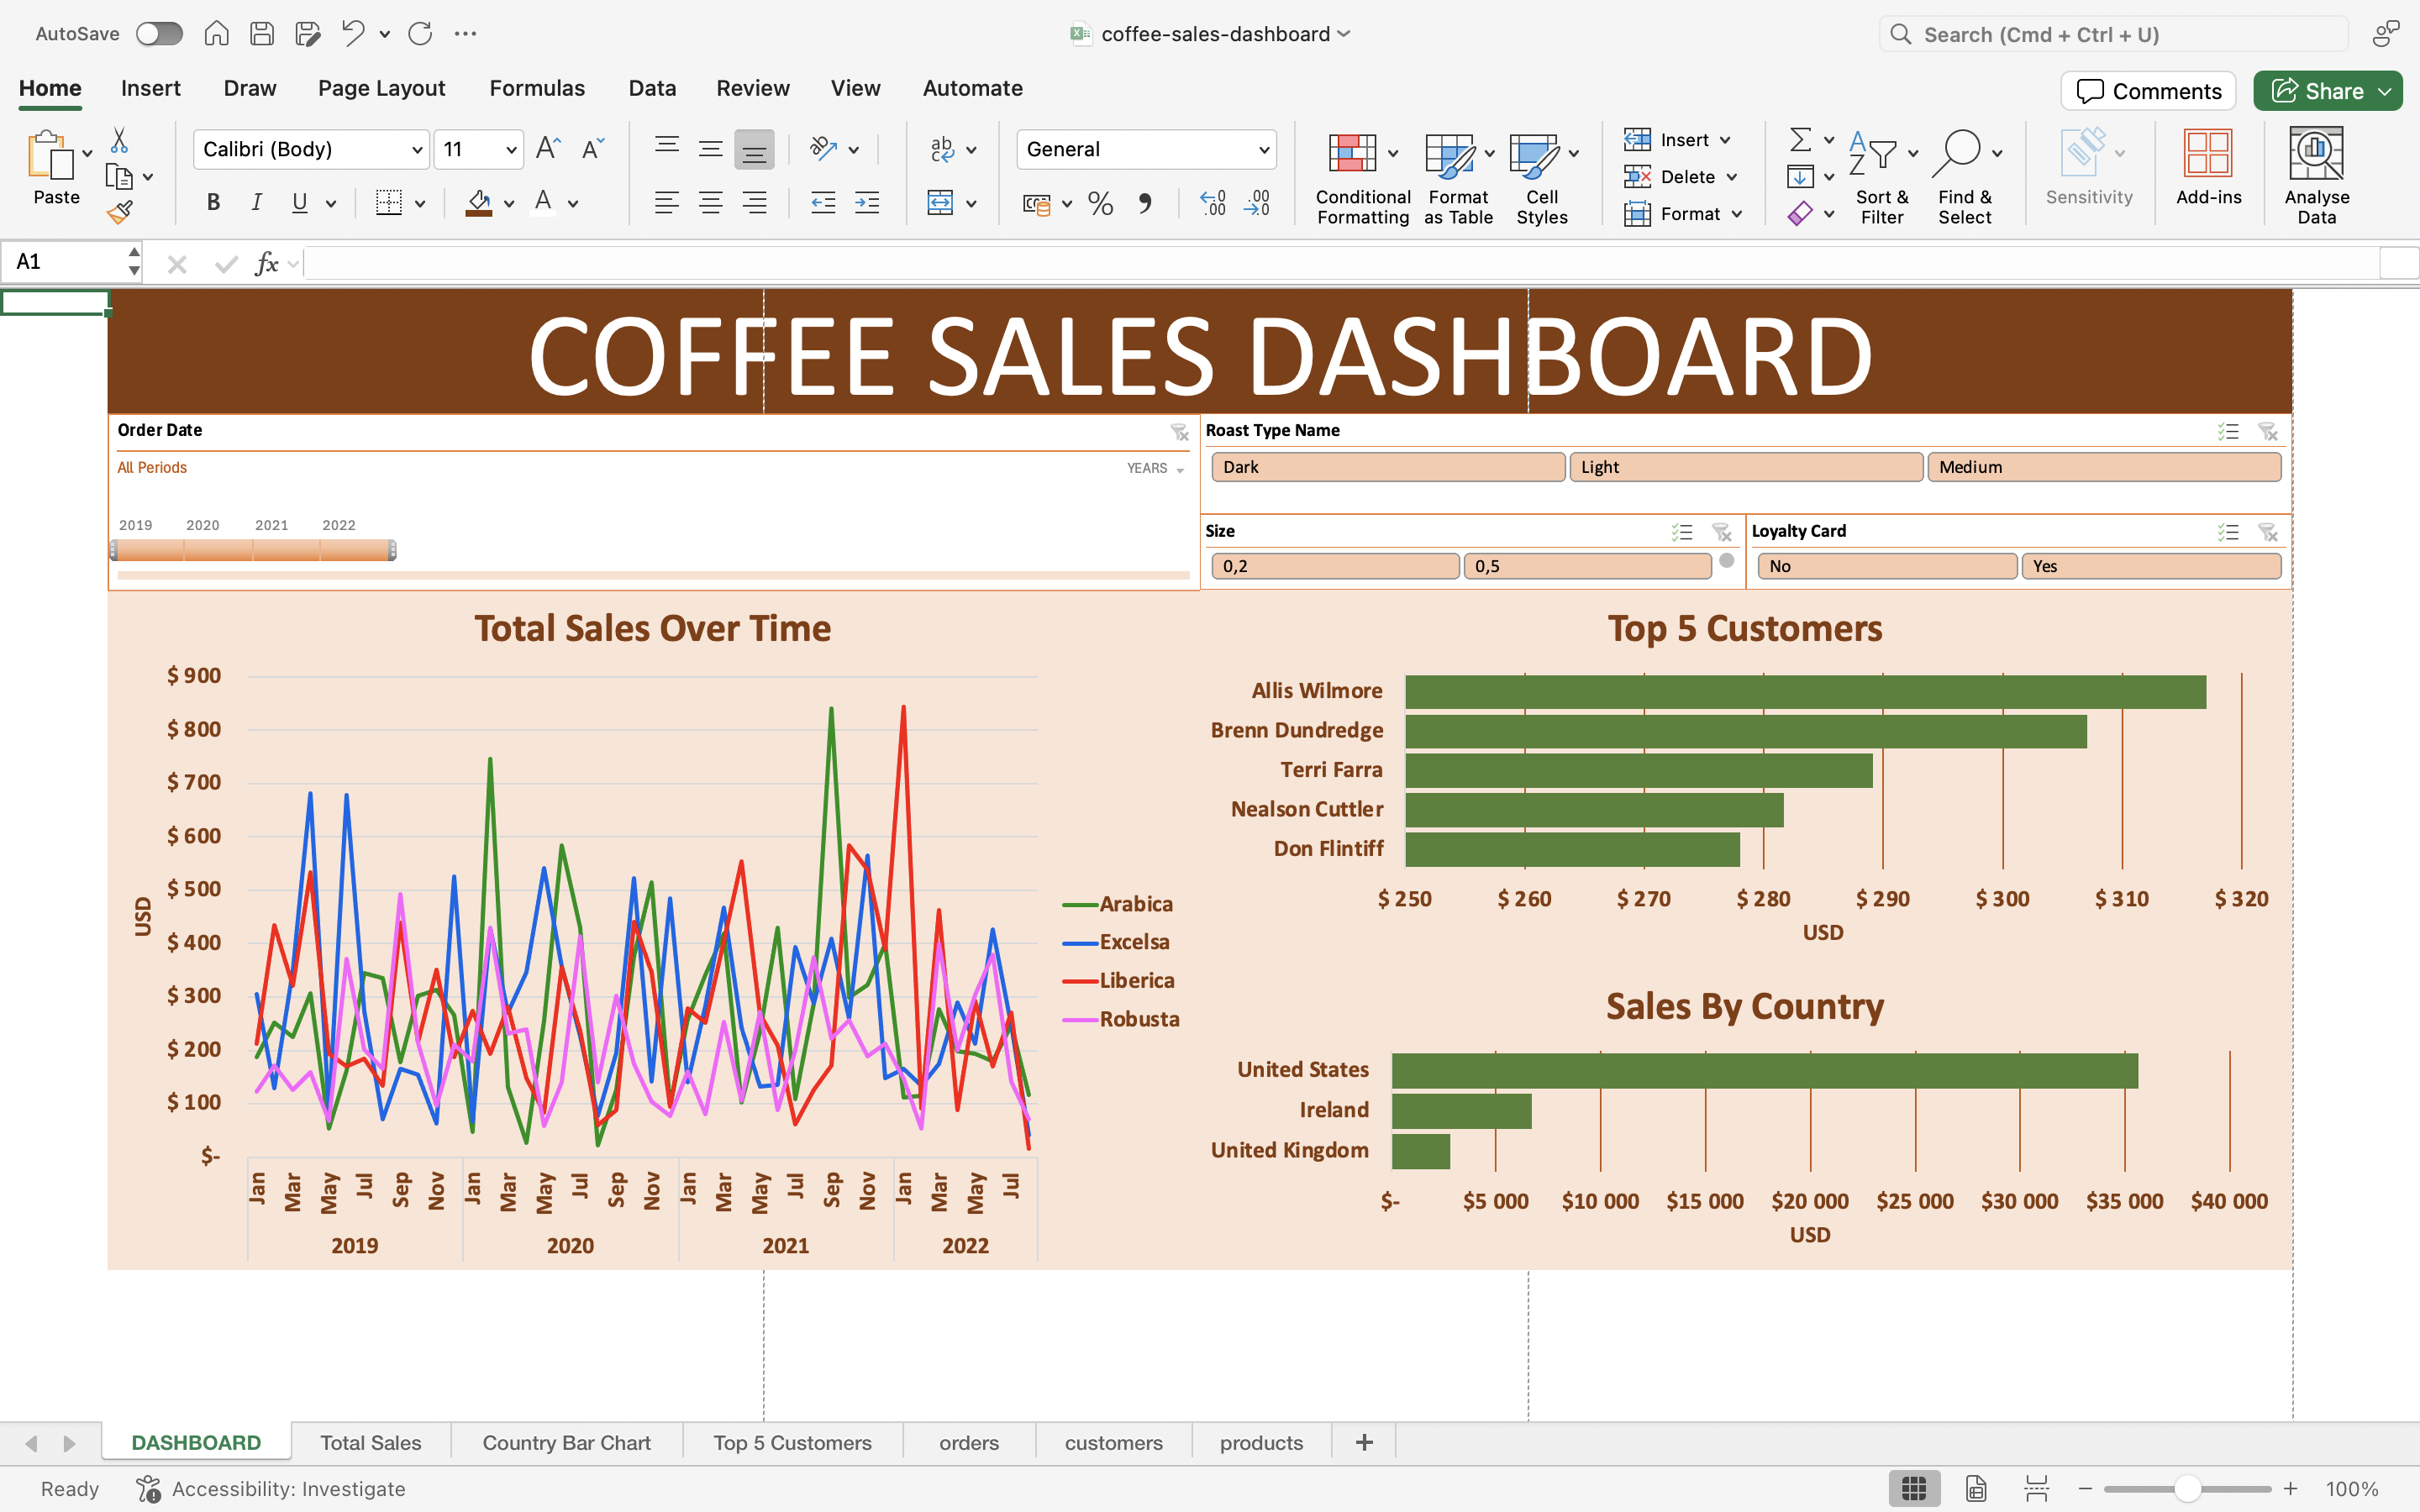 AutoSave
coffee-sales-dashboard
Search (Cmd + Ctrl + U)
Home Insert Draw Page Layout Formulas Data Review View Automate
Comments Share
Paste
Calibri (Body) 11
B I U
General
Conditional Formatting
Format as Table
Cell Styles
Insert
Delete
Format
Sort & Filter
Find & Select
Sensitivity
Add-ins
Analyse Data
A1
fx
COFFEE SALES DASHBOARD
Order Date
All Periods
YEARS
2019 2020 2021 2022
Roast Type Name
Dark Light Medium
Size
0,2 0,5
Loyalty Card
No Yes
Total Sales Over Time
$ 900
$ 800
$ 700
$ 600
$ 500
$ 400
$ 300
$ 200
$ 100
$-
USD
Jan Mar May Jul Sep Nov Jan Mar May Jul Sep Nov Jan Mar May Jul Sep Nov Jan Mar May Jul
2019 2020 2021 2022
Arabica
Excelsa
Liberica
Robusta
Top 5 Customers
Allis Wilmore
Brenn Dundredge
Terri Farra
Nealson Cuttler
Don Flintiff
$ 250 $ 260 $ 270 $ 280 $ 290 $ 300 $ 310 $ 320
USD
Sales By Country
United States
Ireland
United Kingdom
$- $5 000 $10 000 $15 000 $20 000 $25 000 $30 000 $35 000 $40 000
USD
DASHBOARD Total Sales Country Bar Chart Top 5 Customers orders customers products
Ready
Accessibility: Investigate
100%